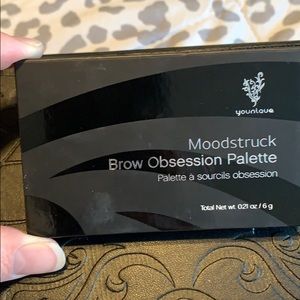 younique
Moodstruck
Brow Obsession Palette
Palette à sourcils obsession
Total Net wt. 0.21 oz / 6 g